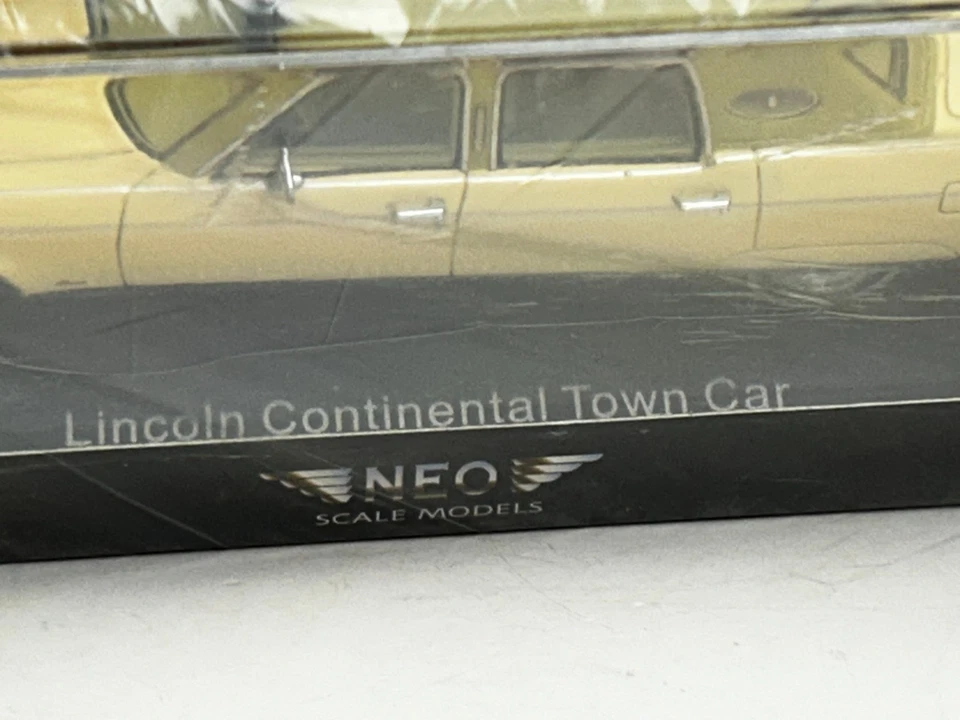 Lincoln Continental Town Car
NEO
SCALE MODELS